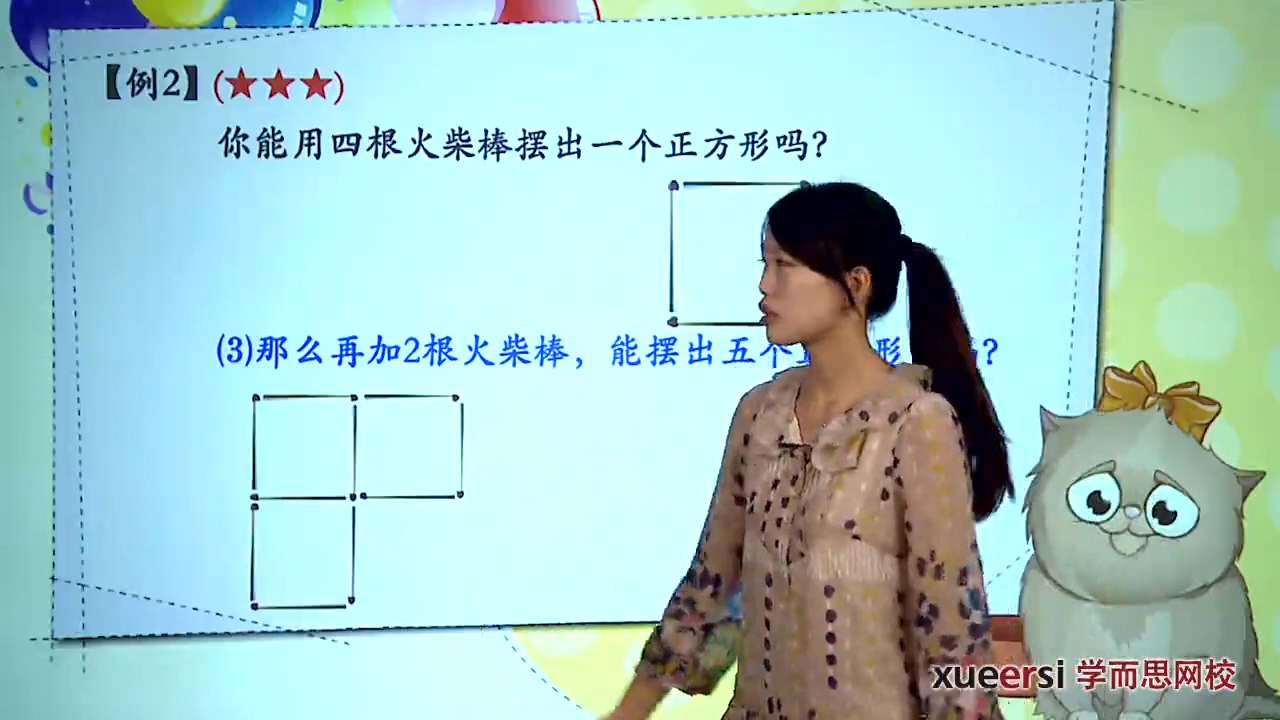 【例2】(★★★)
你能用四根火柴棒摆出一个正方形吗？
(3)那么再加2根火柴棒，能摆出五个 形 ？
xueersi 学而思网校